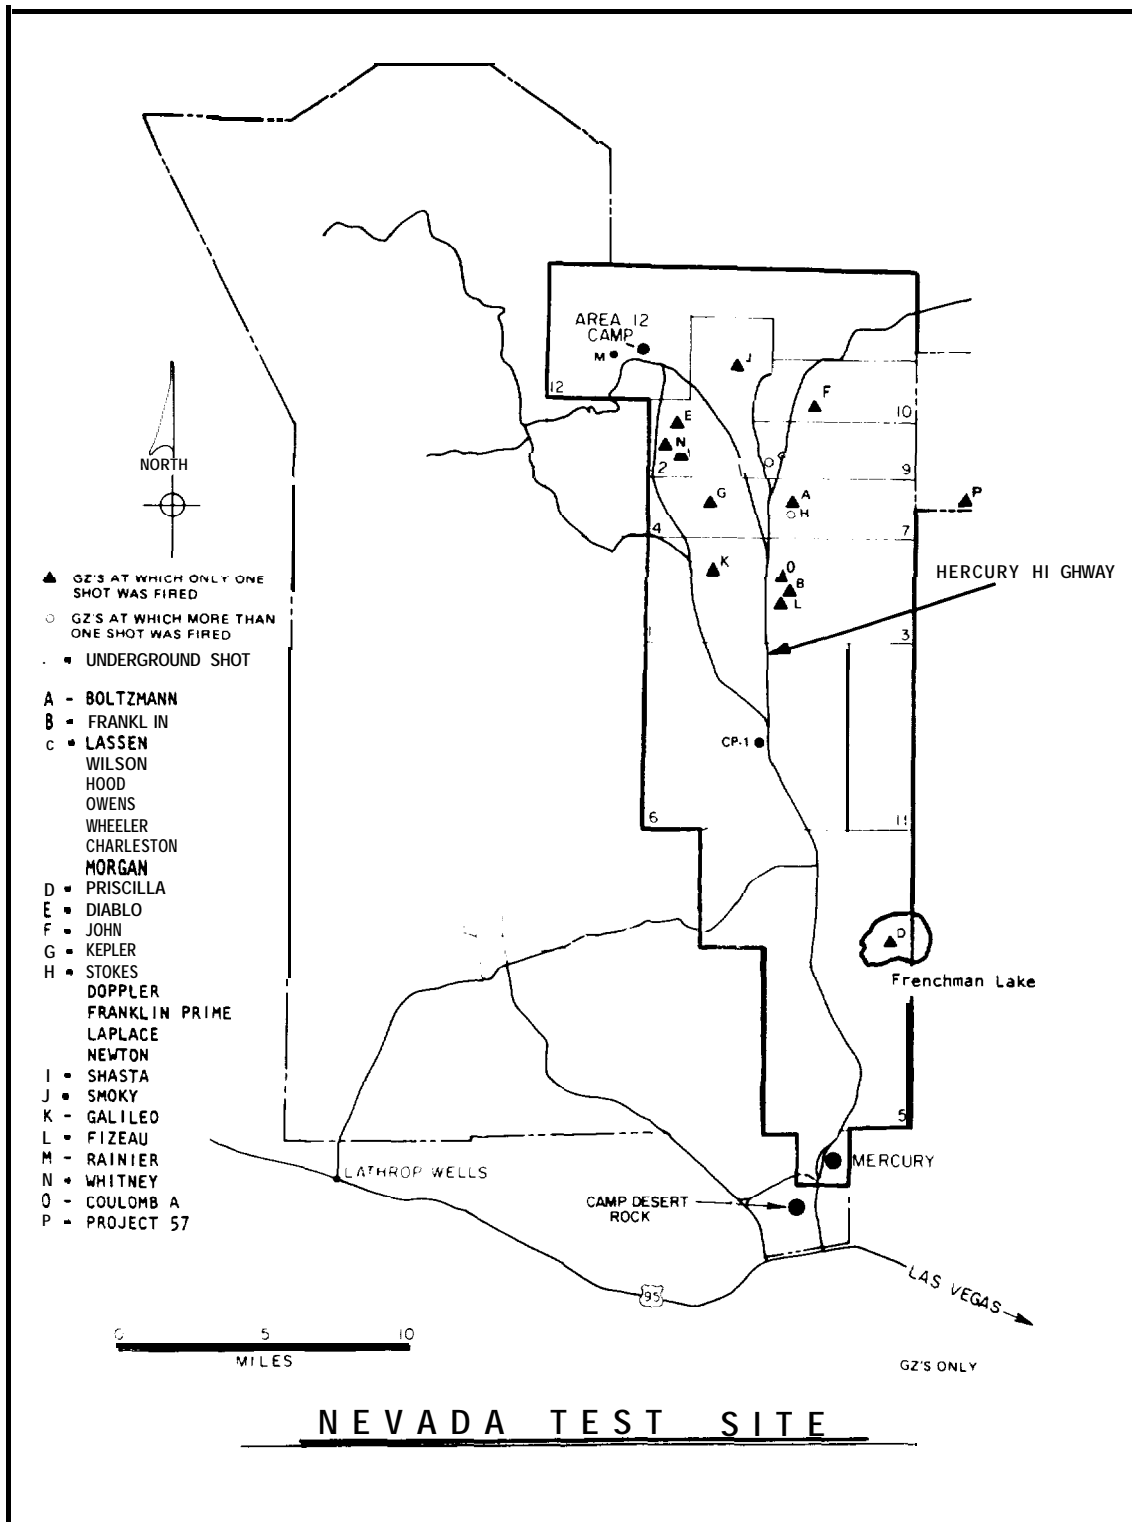 AREA 12
CAMP
M
J
12
F
E
10
N
2
9
NORTH
G
A
P
H
4
7
K
O
B
L
HERCURY HI GHWAY
GZ'S AT WHICH ONLY ONE
SHOT WAS FIRED
GZ'S AT WHICH MORE THAN
ONE SHOT WAS FIRED
1
3
. - UNDERGROUND SHOT
A - BOLTZMANN
B - FRANKL IN
C - LASSEN
WILSON
HOOD
OWENS
WHEELER
CHARLESTON
MORGAN
D - PRISCILLA
E - DIABLO
F - JOHN
G - KEPLER
H - STOKES
DOPPLER
FRANKLIN PRIME
LAPLACE
NEWTON
I - SHASTA
J - SMOKY
K - GALILEO
L - FIZEAU
M - RAINIER
N - WHITNEY
O - COULOMB A
P - PROJECT 57
CP-1
6
11
D
Frenchman Lake
5
MERCURY
LATHROP WELLS
CAMP DESERT
ROCK
95
LAS VEGAS
0 5 10
MILES
GZ'S ONLY
NEVADA TEST SITE